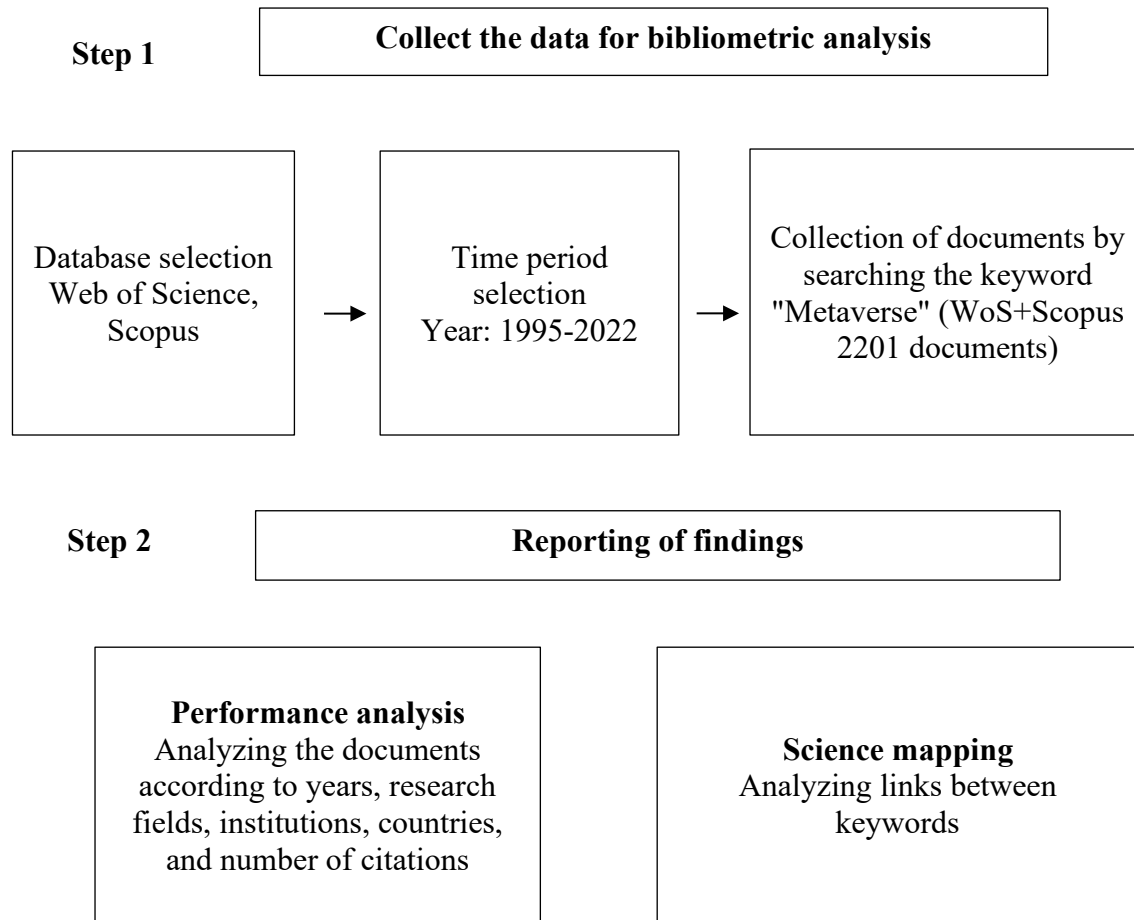 Step 1
Collect the data for bibliometric analysis
Database selection
Web of Science,
Scopus
Time period
selection
Year: 1995-2022
Collection of documents by
searching the keyword
"Metaverse" (WoS+Scopus
2201 documents)
Step 2
Reporting of findings
Performance analysis
Analyzing the documents
according to years, research
fields, institutions, countries,
and number of citations
Science mapping
Analyzing links between
keywords